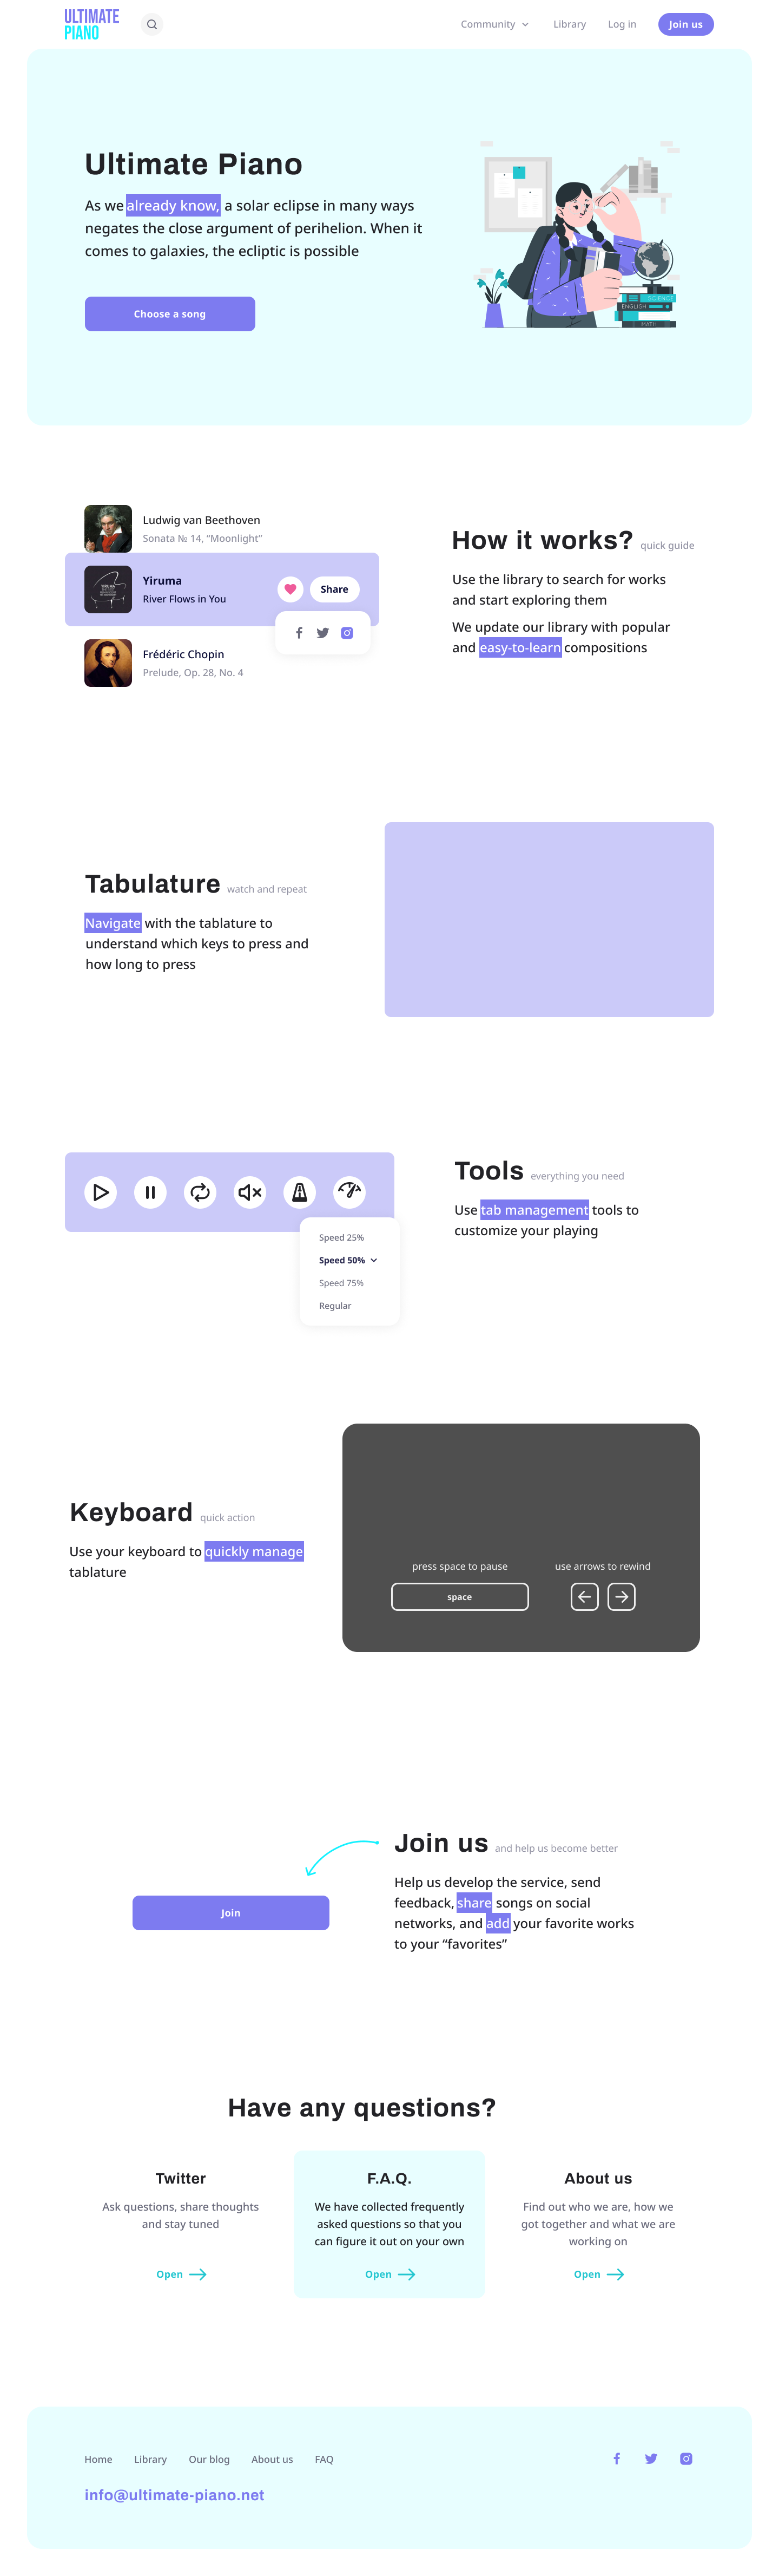 ULTIMATE
PIANO
Community
Library
Log in
Join us
Ultimate Piano
As we already know, a solar eclipse in many ways
negates the close argument of perihelion. When it
comes to galaxies, the ecliptic is possible
Choose a song
SCIENCE
ENGLISH
MATH
Ludwig van Beethoven
Sonata № 14, “Moonlight”
Yiruma
River Flows in You
Share
Frédéric Chopin
Prelude, Op. 28, No. 4
How it works? quick guide
Use the library to search for works
and start exploring them
We update our library with popular
and easy-to-learn compositions
Tabulature watch and repeat
Navigate with the tablature to
understand which keys to press and
how long to press
Speed 25%
Speed 50%
Speed 75%
Regular
Tools everything you need
Use tab management tools to
customize your playing
Keyboard quick action
Use your keyboard to quickly manage
tablature
press space to pause
use arrows to rewind
space
Join us and help us become better
Help us develop the service, send
feedback, share songs on social
networks, and add your favorite works
to your “favorites”
Join
Have any questions?
Twitter
Ask questions, share thoughts
and stay tuned
Open
F.A.Q.
We have collected frequently
asked questions so that you
can figure it out on your own
Open
About us
Find out who we are, how we
got together and what we are
working on
Open
Home
Library
Our blog
About us
FAQ
info@ultimate-piano.net